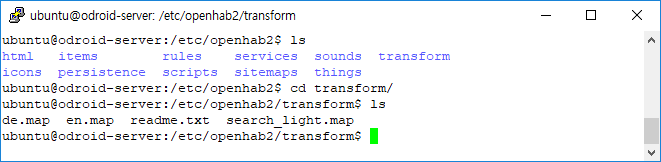 ubuntu@odroid-server: /etc/openhab2/transform
ubuntu@odroid-server:/etc/openhab2$ ls
html   items        rules    services  sounds  transform
icons  persistence  scripts  sitemaps  things
ubuntu@odroid-server:/etc/openhab2$ cd transform/
ubuntu@odroid-server:/etc/openhab2/transform$ ls
de.map  en.map  readme.txt  search_light.map
ubuntu@odroid-server:/etc/openhab2/transform$